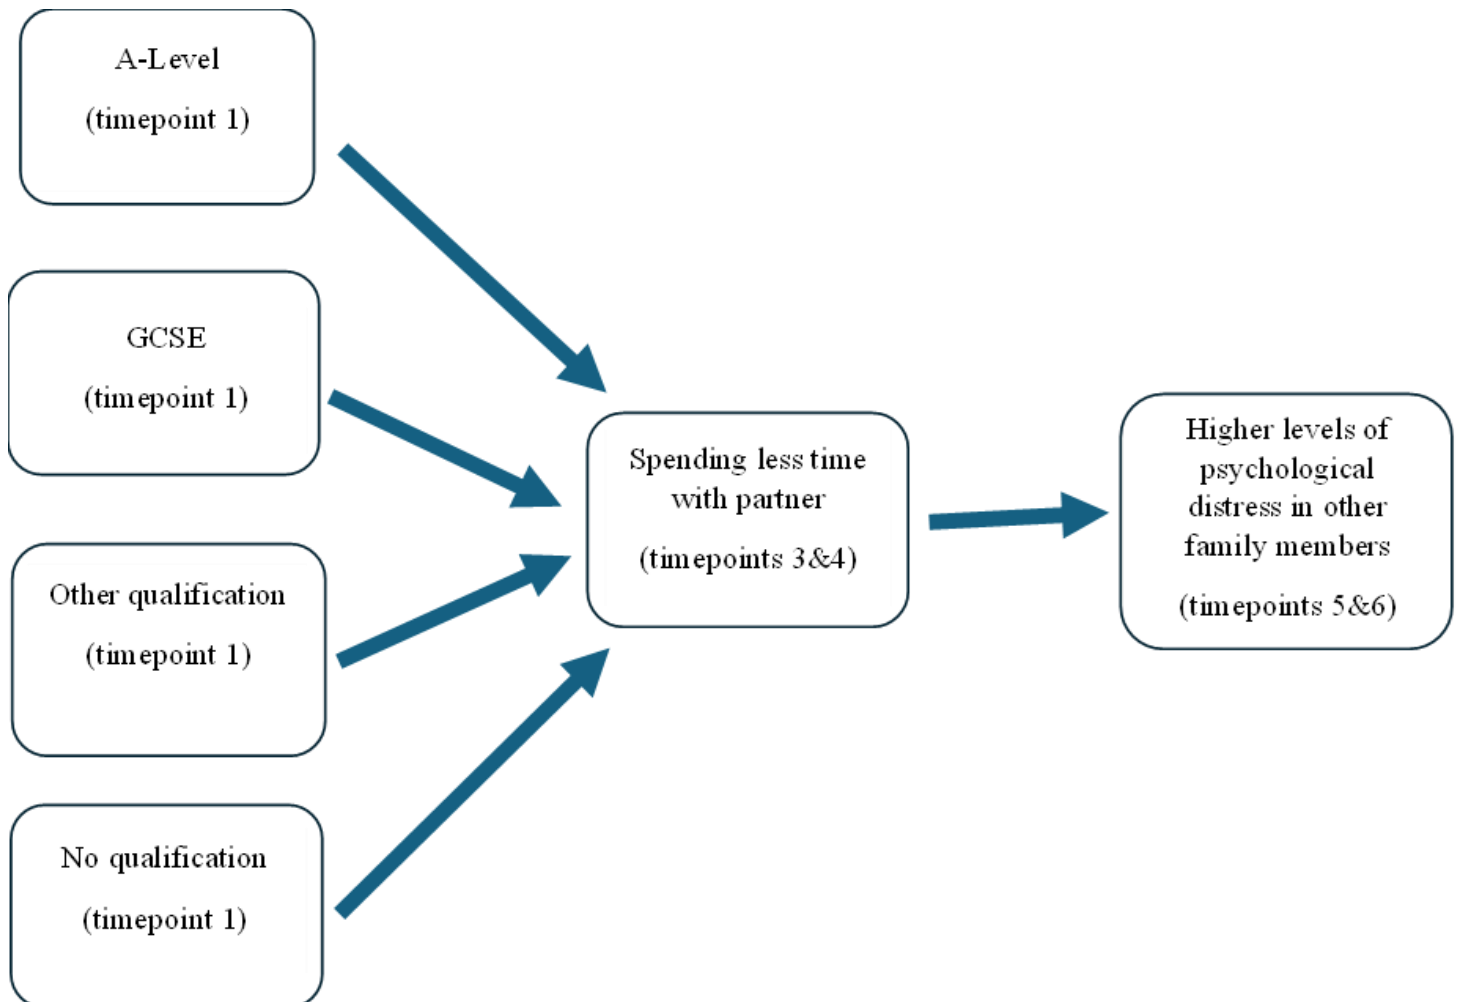 A-Level
(timepoint 1)
GCSE
(timepoint 1)
Other qualification
(timepoint 1)
No qualification
(timepoint 1)
Spending less time
with partner
(timepoints 3&4)
Higher levels of
psychological
distress in other
family members
(timepoints 5&6)